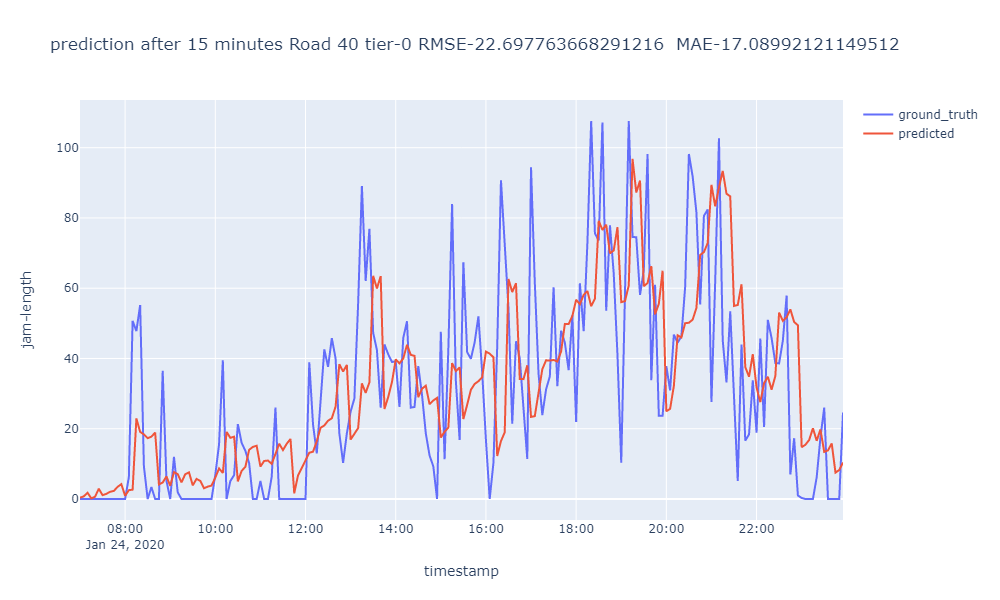 prediction after 15 minutes Road 40 tier-0 RMSE-22.697763668291216  MAE-17.08992121149512
ground_truth
predicted
100
80
60
40
20
0
jam-length
08:00 10:00 12:00 14:00 16:00 18:00 20:00 22:00
Jan 24, 2020
timestamp